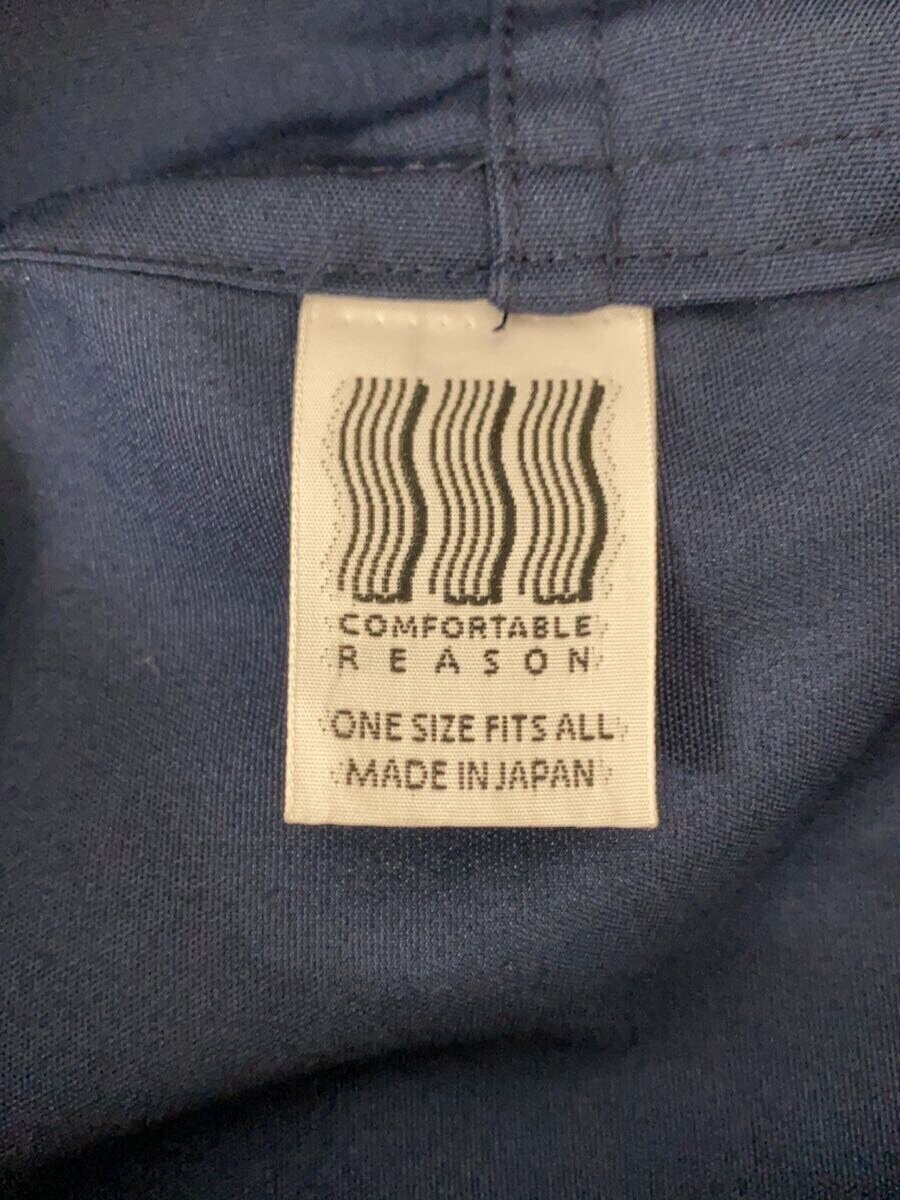 COMFORTABLE
REASON
ONE SIZE FITS ALL
MADE IN JAPAN